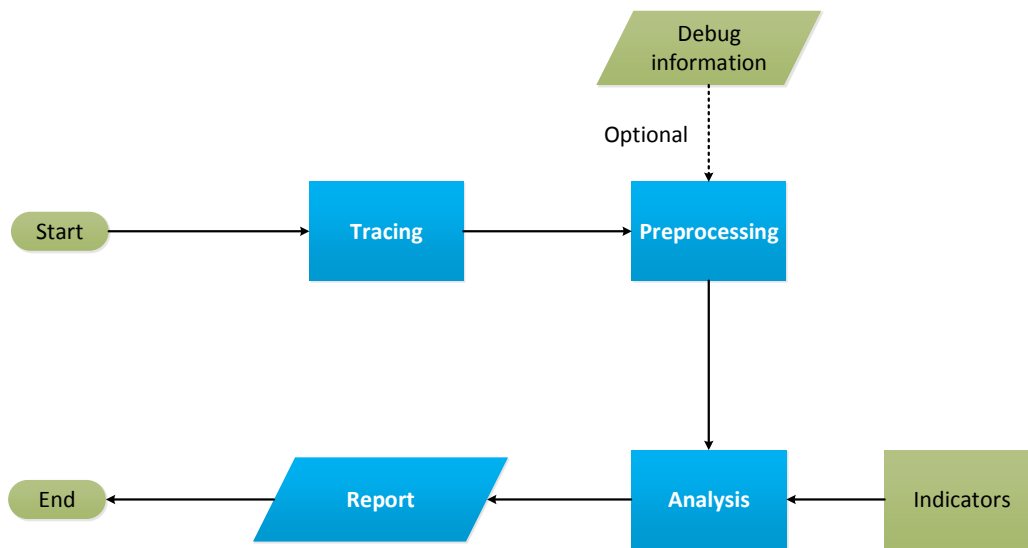 Debug
information
Optional
Start
Tracing
Preprocessing
End
Report
Analysis
Indicators